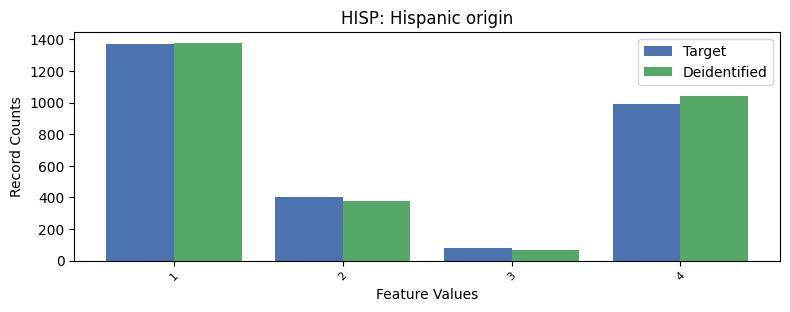 HISP: Hispanic origin
1400
1200
1000
800
600
400
200
0
Record Counts
Target
Deidentified
1
2
3
4
Feature Values